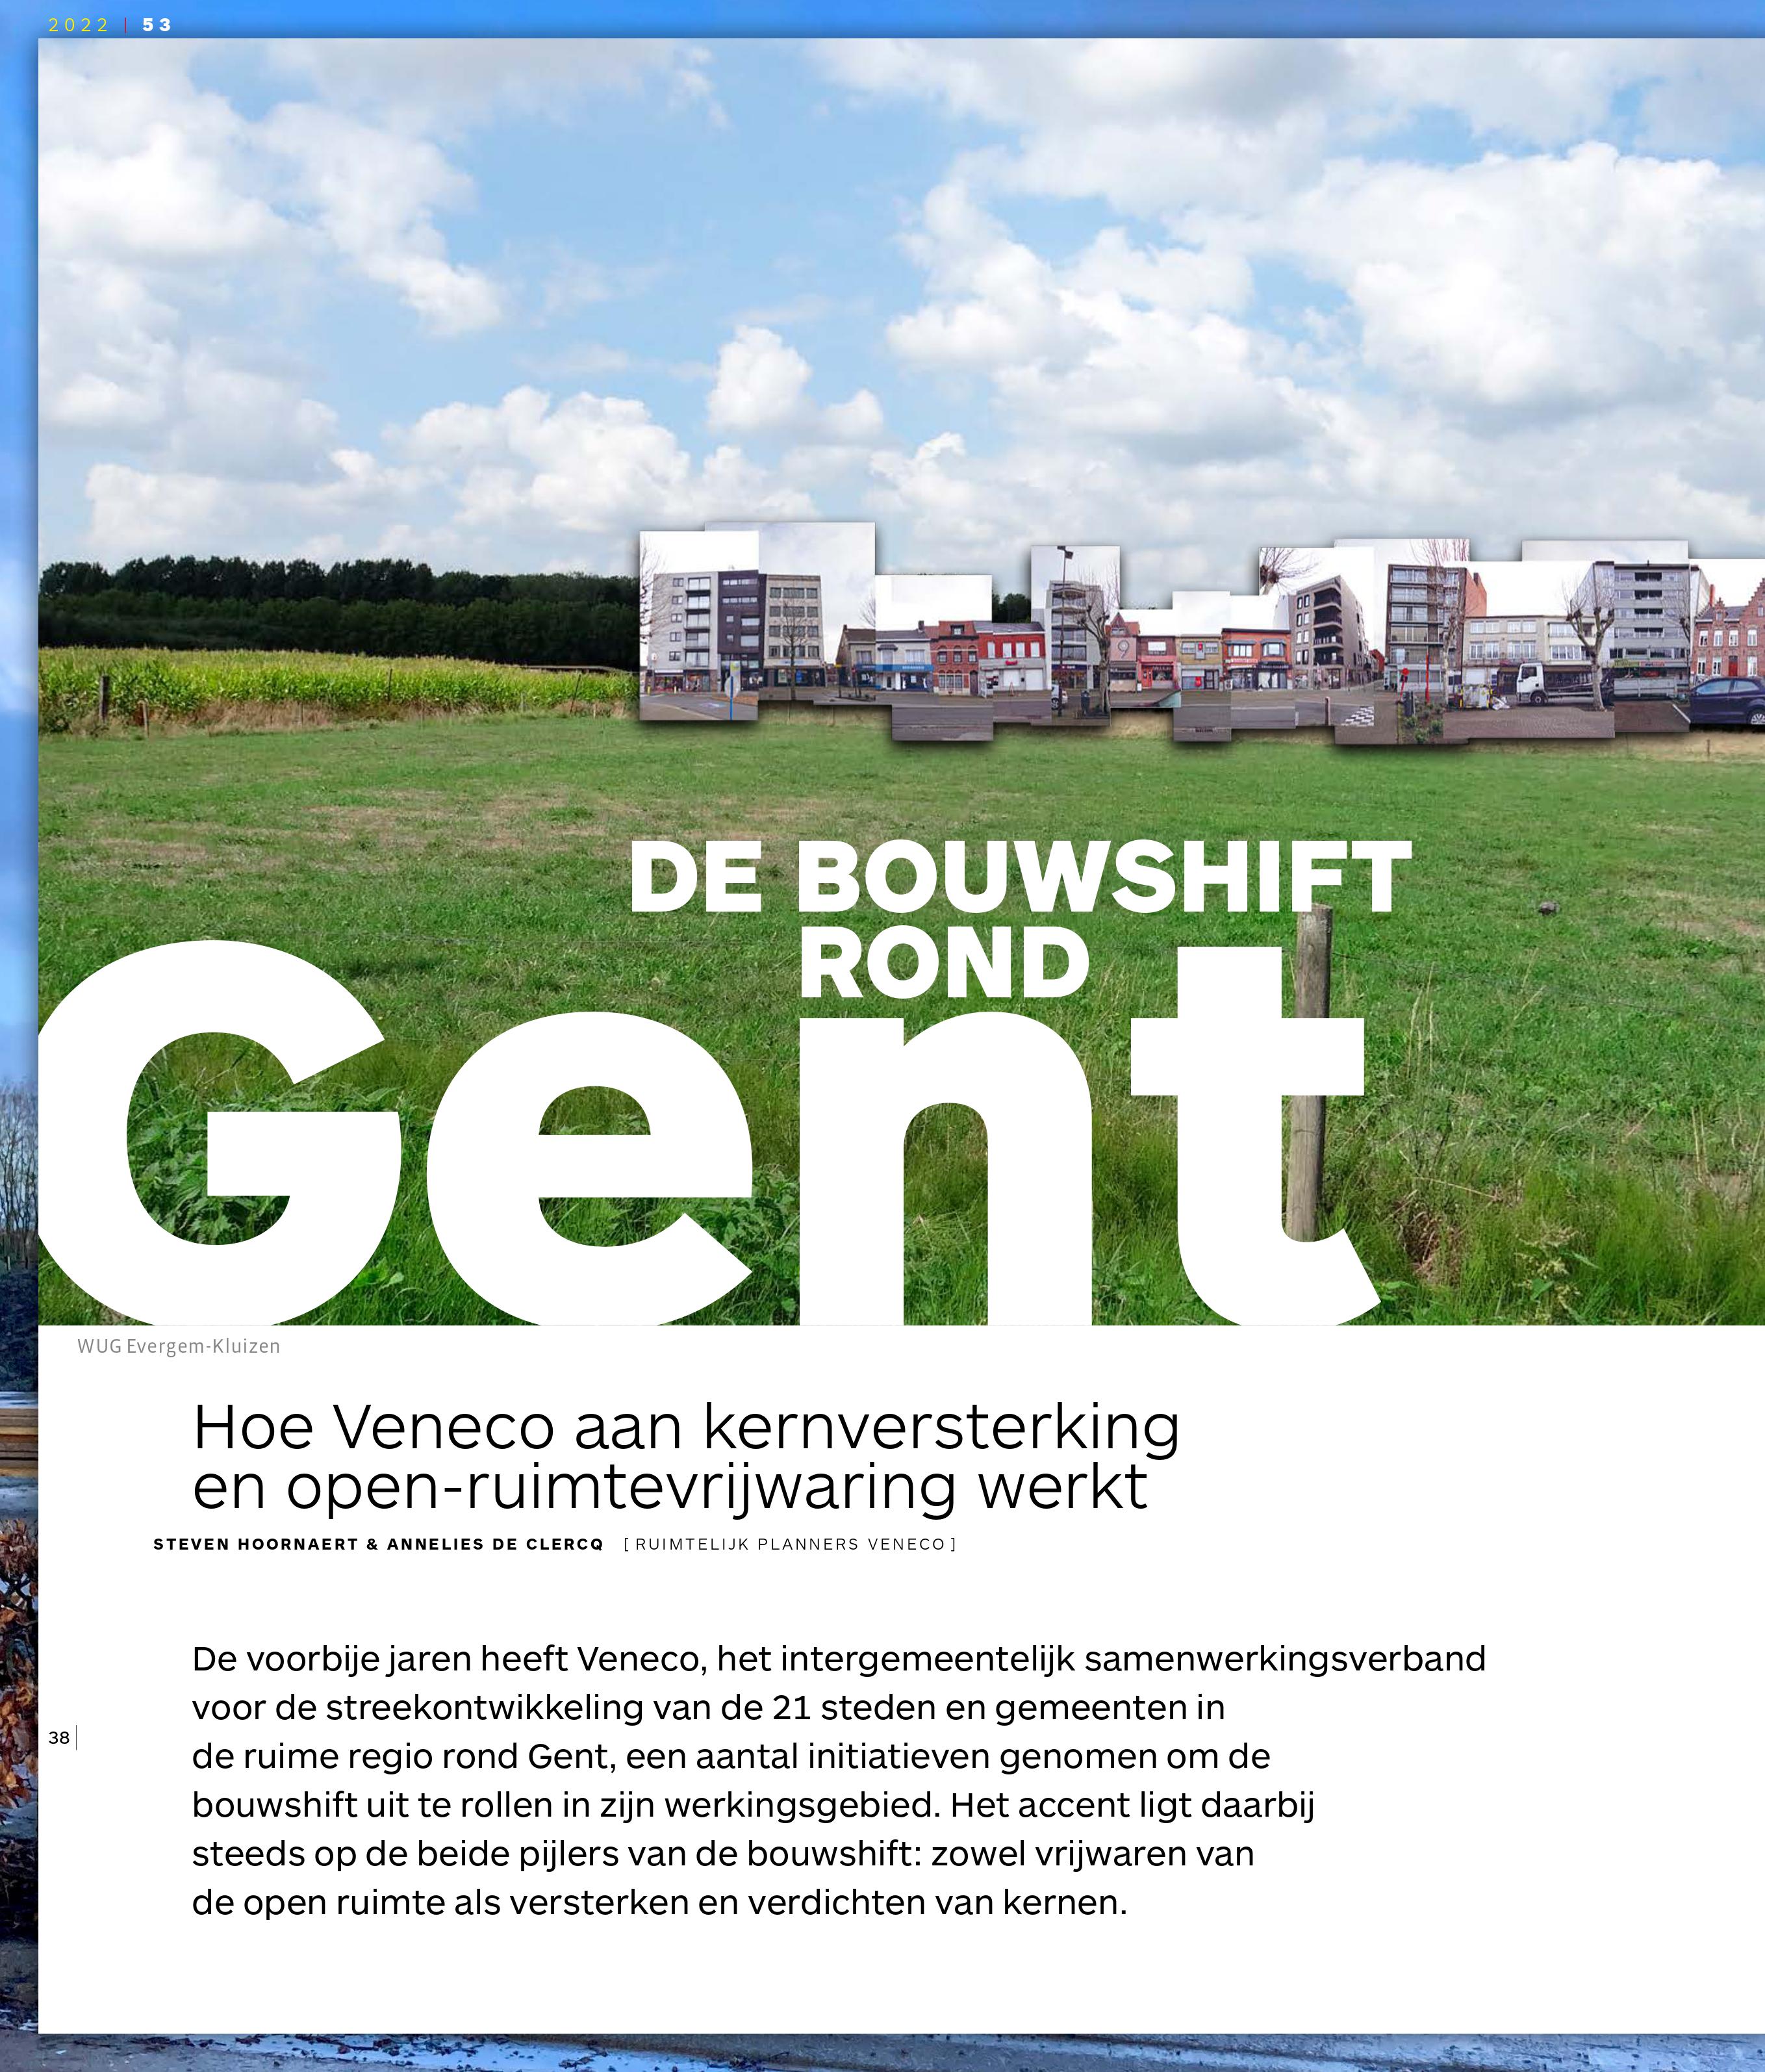 2022 | 53
DE BOUWSHIFT
ROND
Gent
WUG Evergem-Kluizen
Hoe Veneco aan kernversterking
en open-ruimtevrijwaring werkt
STEVEN HOORNAERT & ANNELIES DE CLERCQ [ RUIMTELIJK PLANNERS VENECO ]
De voorbije jaren heeft Veneco, het intergemeentelijk samenwerkingsverband
voor de streekontwikkeling van de 21 steden en gemeenten in
de ruime regio rond Gent, een aantal initiatieven genomen om de
bouwshift uit te rollen in zijn werkingsgebied. Het accent ligt daarbij
steeds op de beide pijlers van de bouwshift: zowel vrijwaren van
de open ruimte als versterken en verdichten van kernen.
38